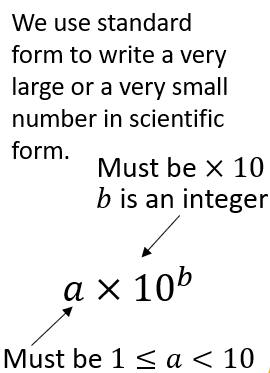 We use standard
form to write a very
large or a very small
number in scientific
form.
Must be × 10
b is an integer
a × 10^b
Must be 1 ≤ a < 10